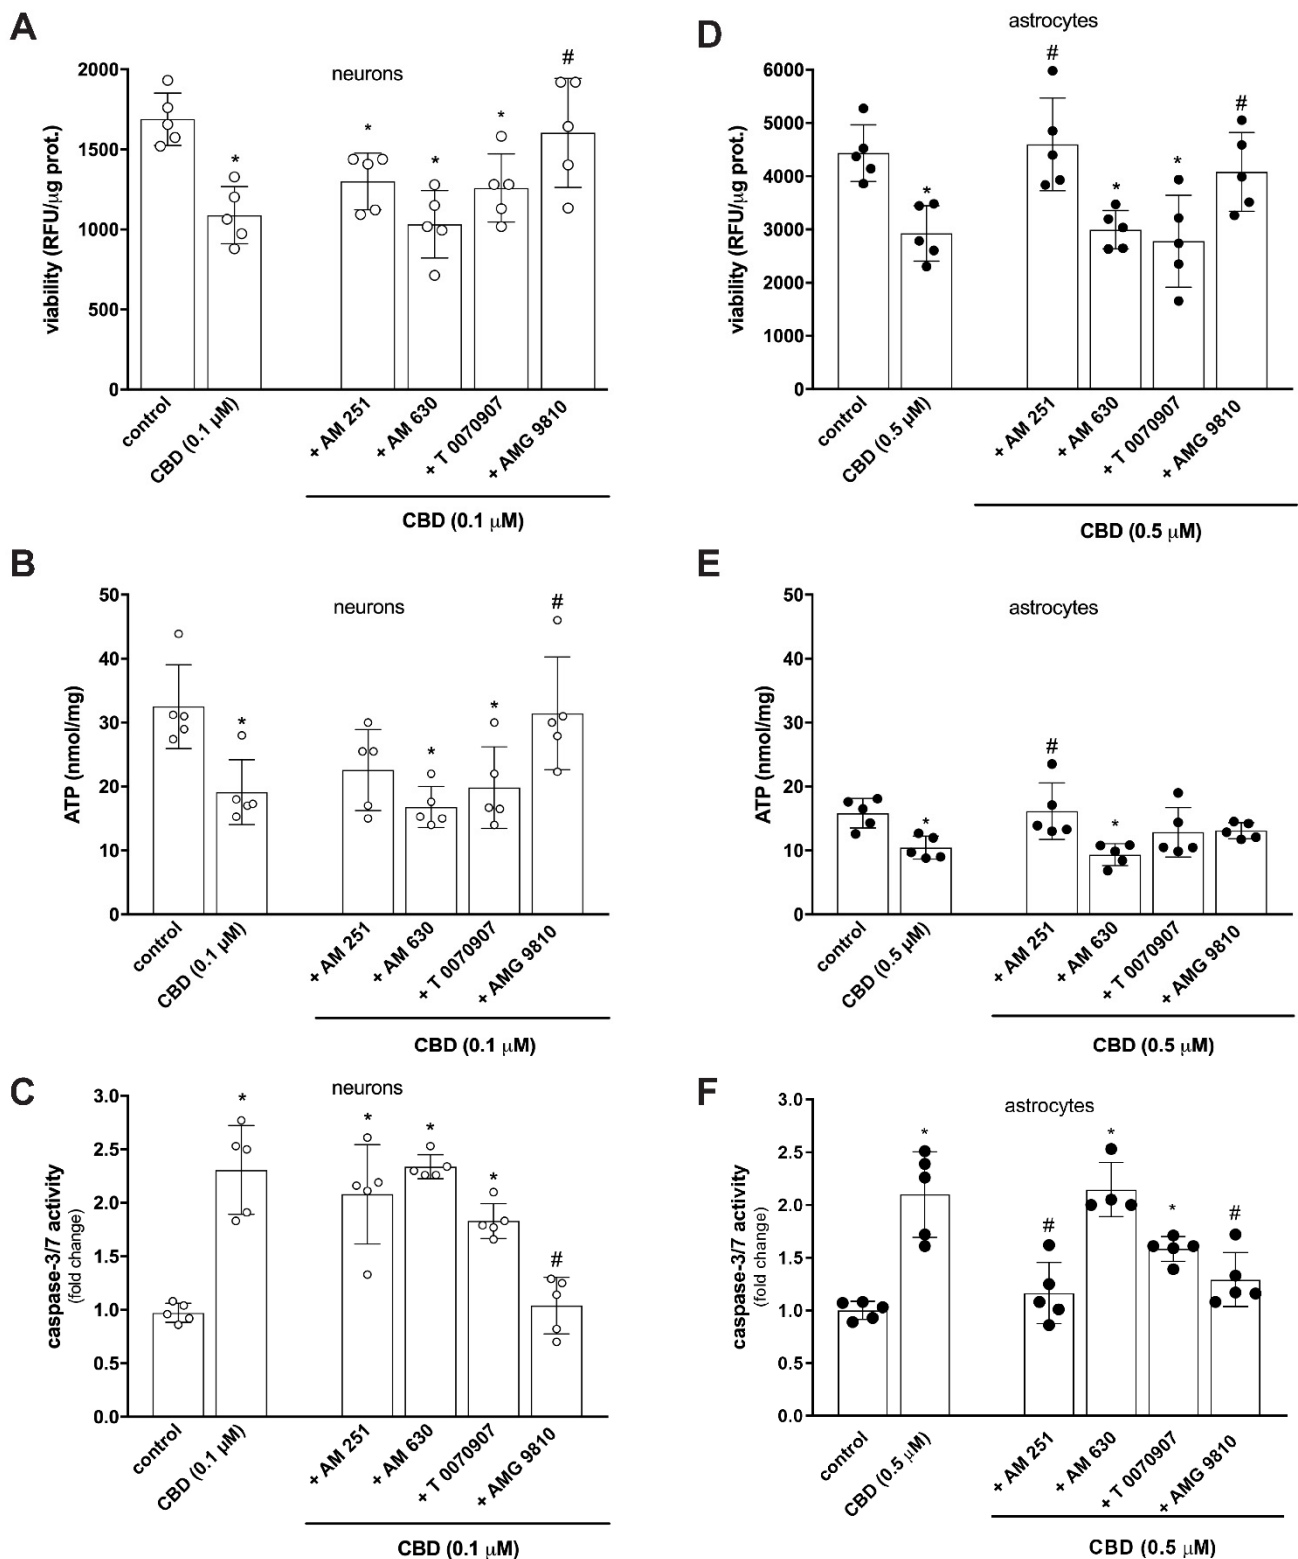 A
neurons
viability (RFU/μg prot.)
2000
1500
1000
500
0
*
*
*
*
#
control
CBD (0.1 μM)
+ AM 251
+ AM 630
+ T 0070907
+ AMG 9810
CBD (0.1 μM)
D
astrocytes
viability (RFU/μg prot.)
6000
5000
4000
3000
2000
1000
0
*
#
*
*
#
control
CBD (0.5 μM)
+ AM 251
+ AM 630
+ T 0070907
+ AMG 9810
CBD (0.5 μM)
B
neurons
ATP (nmol/mg)
50
40
30
20
10
0
*
*
*
#
control
CBD (0.1 μM)
+ AM 251
+ AM 630
+ T 0070907
+ AMG 9810
CBD (0.1 μM)
E
astrocytes
ATP (nmol/mg)
50
40
30
20
10
0
*
#
*
control
CBD (0.5 μM)
+ AM 251
+ AM 630
+ T 0070907
+ AMG 9810
CBD (0.5 μM)
C
neurons
caspase-3/7 activity
(fold change)
3.0
2.5
2.0
1.5
1.0
0.5
0.0
*
*
*
*
#
control
CBD (0.1 μM)
+ AM 251
+ AM 630
+ T 0070907
+ AMG 9810
CBD (0.1 μM)
F
astrocytes
caspase-3/7 activity
(fold change)
3.0
2.5
2.0
1.5
1.0
0.5
0.0
*
#
*
*
#
control
CBD (0.5 μM)
+ AM 251
+ AM 630
+ T 0070907
+ AMG 9810
CBD (0.5 μM)